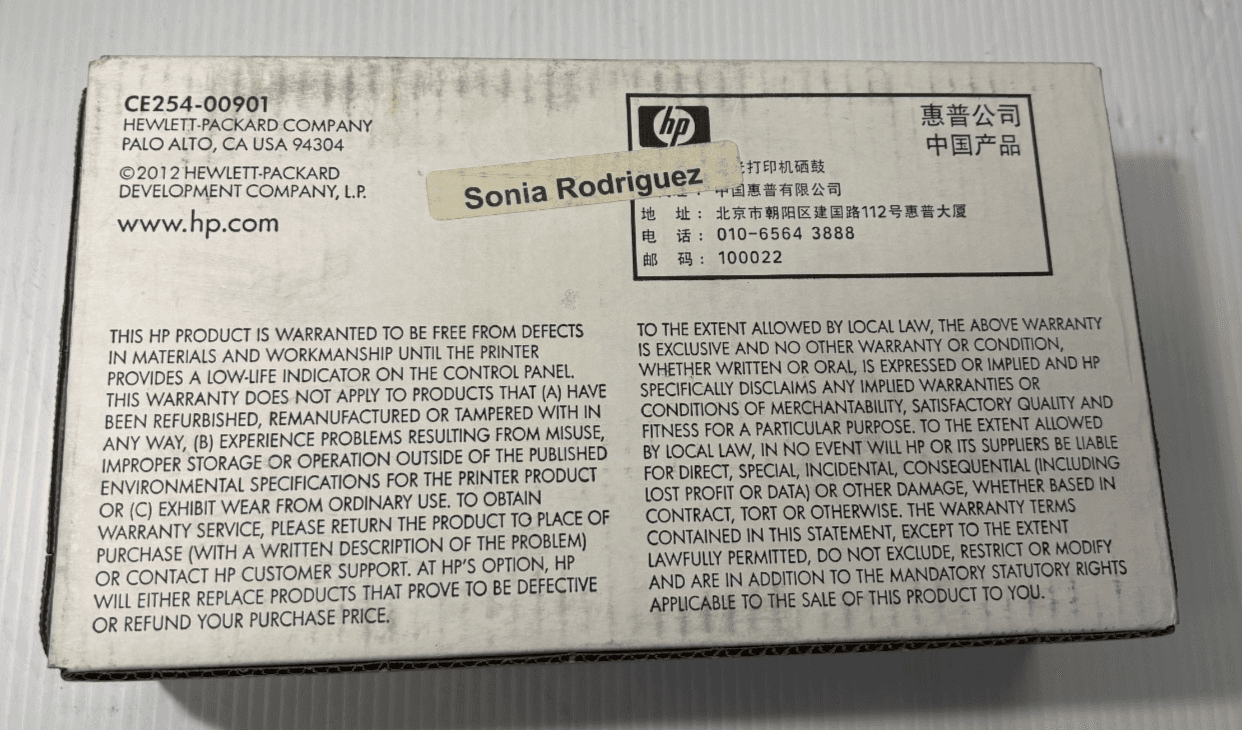 CE254-00901
HEWLETT-PACKARD COMPANY
PALO ALTO, CA USA 94304
©2012 HEWLETT-PACKARD
DEVELOPMENT COMPANY, L.P.
www.hp.com
Sonia Rodriguez
hp
惠普公司
中国产品
打印机硒鼓
中国惠普有限公司
地 址: 北京市朝阳区建国路112号惠普大厦
电 话: 010-6564 3888
邮 码: 100022
THIS HP PRODUCT IS WARRANTED TO BE FREE FROM DEFECTS
IN MATERIALS AND WORKMANSHIP UNTIL THE PRINTER
PROVIDES A LOW-LIFE INDICATOR ON THE CONTROL PANEL.
THIS WARRANTY DOES NOT APPLY TO PRODUCTS THAT (A) HAVE
BEEN REFURBISHED, REMANUFACTURED OR TAMPERED WITH IN
ANY WAY, (B) EXPERIENCE PROBLEMS RESULTING FROM MISUSE,
IMPROPER STORAGE OR OPERATION OUTSIDE OF THE PUBLISHED
ENVIRONMENTAL SPECIFICATIONS FOR THE PRINTER PRODUCT
OR (C) EXHIBIT WEAR FROM ORDINARY USE. TO OBTAIN
WARRANTY SERVICE, PLEASE RETURN THE PRODUCT TO PLACE OF
PURCHASE (WITH A WRITTEN DESCRIPTION OF THE PROBLEM)
OR CONTACT HP CUSTOMER SUPPORT. AT HP'S OPTION, HP
WILL EITHER REPLACE PRODUCTS THAT PROVE TO BE DEFECTIVE
OR REFUND YOUR PURCHASE PRICE.
TO THE EXTENT ALLOWED BY LOCAL LAW, THE ABOVE WARRANTY
IS EXCLUSIVE AND NO OTHER WARRANTY OR CONDITION,
WHETHER WRITTEN OR ORAL, IS EXPRESSED OR IMPLIED AND HP
SPECIFICALLY DISCLAIMS ANY IMPLIED WARRANTIES OR
CONDITIONS OF MERCHANTABILITY, SATISFACTORY QUALITY AND
FITNESS FOR A PARTICULAR PURPOSE. TO THE EXTENT ALLOWED
BY LOCAL LAW, IN NO EVENT WILL HP OR ITS SUPPLIERS BE LIABLE
FOR DIRECT, SPECIAL, INCIDENTAL, CONSEQUENTIAL (INCLUDING
LOST PROFIT OR DATA) OR OTHER DAMAGE, WHETHER BASED IN
CONTRACT, TORT OR OTHERWISE. THE WARRANTY TERMS
CONTAINED IN THIS STATEMENT, EXCEPT TO THE EXTENT
LAWFULLY PERMITTED, DO NOT EXCLUDE, RESTRICT OR MODIFY
AND ARE IN ADDITION TO THE MANDATORY STATUTORY RIGHTS
APPLICABLE TO THE SALE OF THIS PRODUCT TO YOU.